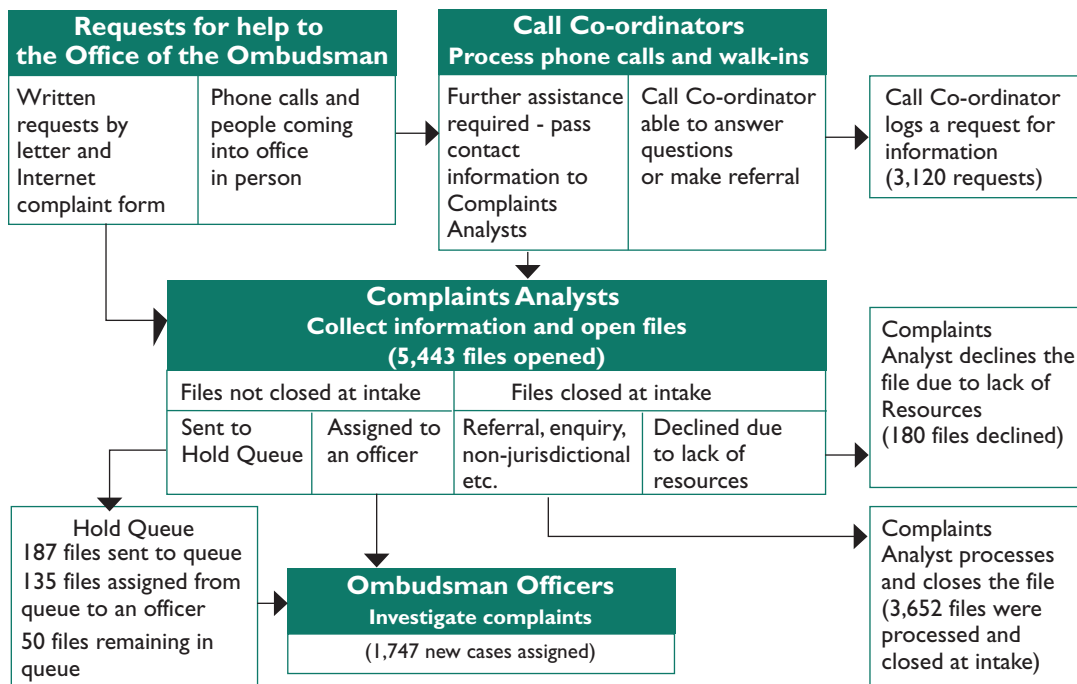 Requests for help to
the Office of the Ombudsman
Written
requests by
letter and
Internet
complaint form
Phone calls and
people coming
into office
in person
Call Co-ordinators
Process phone calls and walk-ins
Further assistance
required - pass
contact
information to
Complaints
Analysts
Call Co-ordinator
able to answer
questions
or make referral
Call Co-ordinator
logs a request for
information
(3,120 requests)
Complaints Analysts
Collect information and open files
(5,443 files opened)
Files not closed at intake
Files closed at intake
Sent to
Hold Queue
Assigned to
an officer
Referral, enquiry,
non-jurisdictional
etc.
Declined due
to lack of
resources
Complaints
Analyst declines the
file due to lack of
Resources
(180 files declined)
Hold Queue
187 files sent to queue
135 files assigned from
queue to an officer
50 files remaining in
queue
Ombudsman Officers
Investigate complaints
(1,747 new cases assigned)
Complaints
Analyst processes
and closes the file
(3,652 files were
processed and
closed at intake)